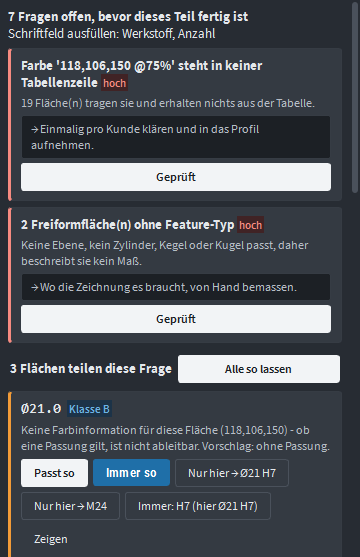 7 Fragen offen, bevor dieses Teil fertig ist
Schriftfeld ausfüllen: Werkstoff, Anzahl
Farbe '118,106,150 @75%' steht in keiner
Tabellenzeile hoch
19 Fläche(n) tragen sie und erhalten nichts aus der Tabelle.
→ Einmalig pro Kunde klären und in das Profil
aufnehmen.
Geprüft
2 Freiformfläche(n) ohne Feature-Typ hoch
Keine Ebene, kein Zylinder, Kegel oder Kugel passt, daher
beschreibt sie kein Maß.
→ Wo die Zeichnung es braucht, von Hand bemassen.
Geprüft
3 Flächen teilen diese Frage Alle so lassen
Ø21.0 Klasse B
Keine Farbinformation für diese Fläche (118,106,150) - ob
eine Passung gilt, ist nicht ableitbar. Vorschlag: ohne Passung.
Passt so Immer so Nur hier → Ø21 H7
Nur hier → M24 Immer: H7 (hier Ø21 H7)
Zeigen